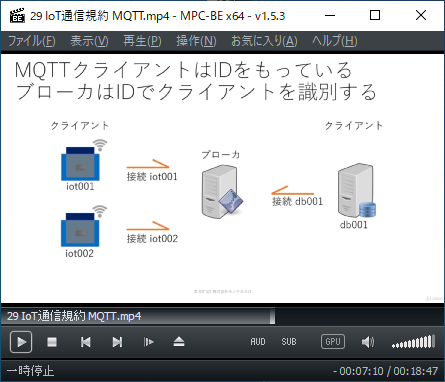 29 IoT通信規約 MQTT.mp4 - MPC-BE x64 - v1.5.3
ファイル(F) 表示(V) 再生(P) 操作(N) お気に入り(A) ヘルプ(H)
MQTTクライアントはIDをもっている
ブローカはIDでクライアントを識別する
クライアント
クライアント
ブローカ
iot001
接続 iot001
接続 db001
db001
iot002
接続 iot002
29 IoT通信規約 MQTT.mp4
AUD SUB GPU
一時停止
- 00:07:10 / 00:18:47